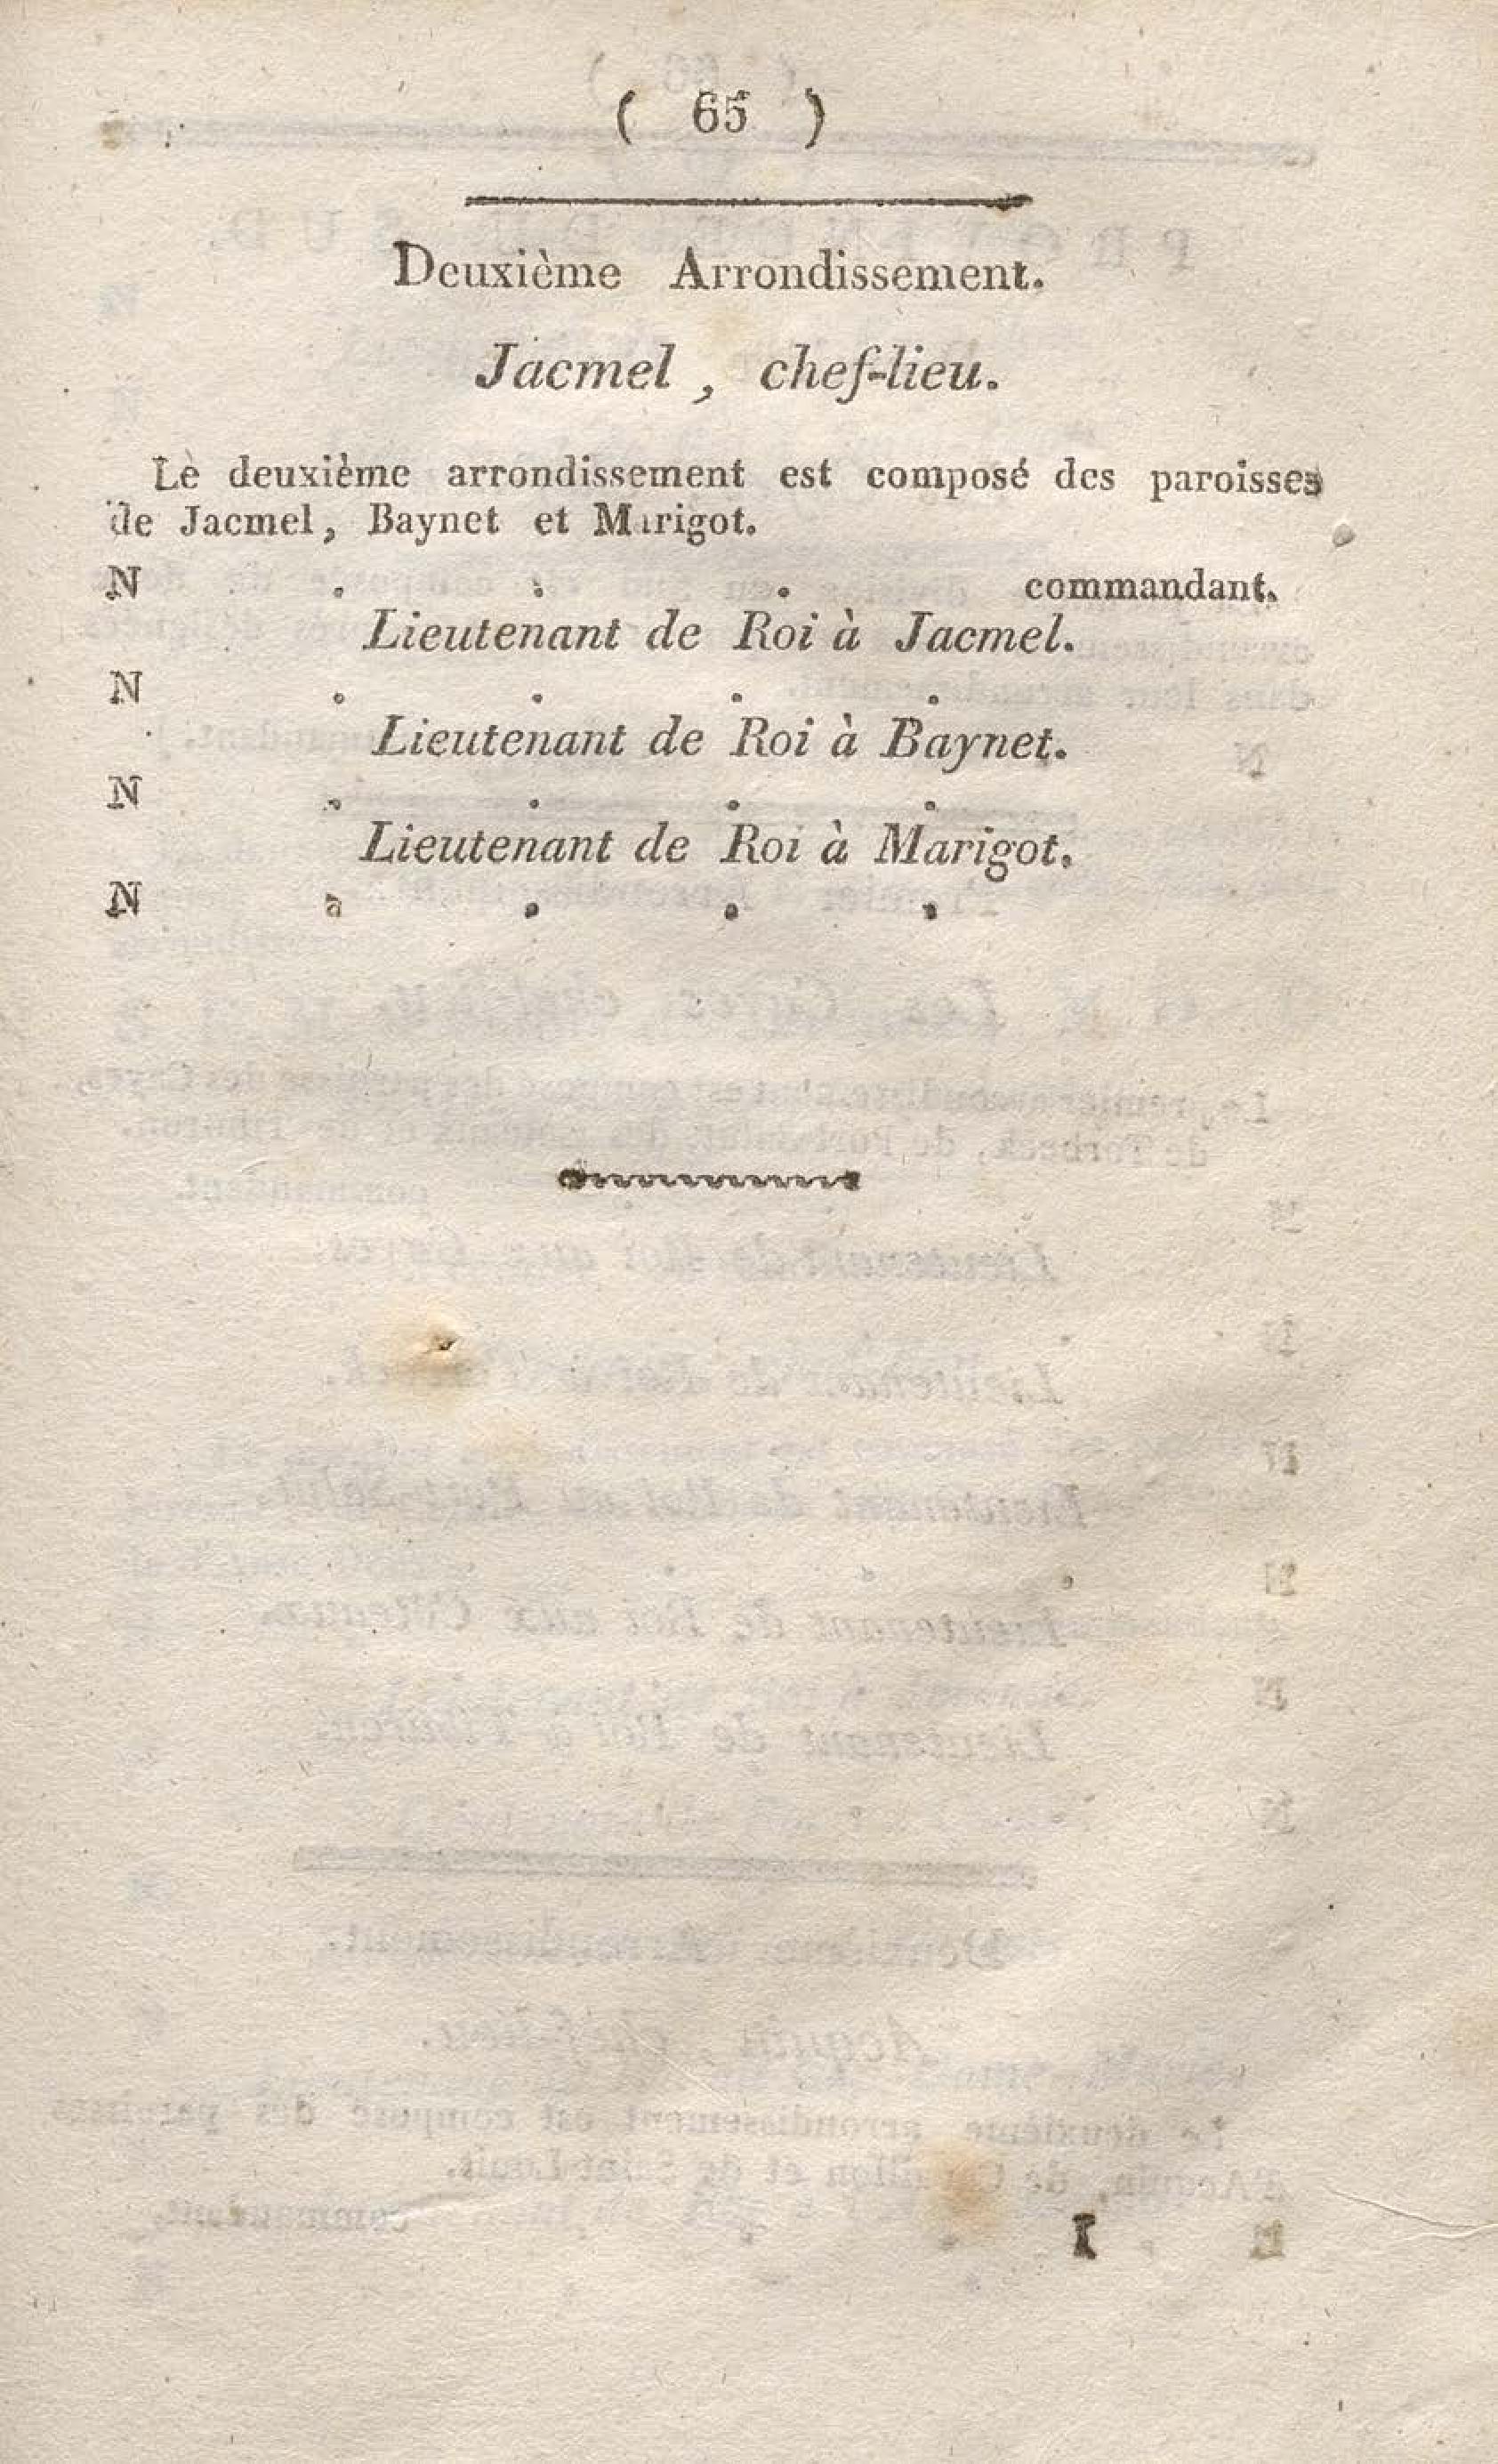 ( 65 )
Deuxième Arrondissement.
Jacmel , chef-lieu.
Le deuxième arrondissement est composé des paroisses
de Jacmel, Baynet et Marigot.
N . . . commandant.
Lieutenant de Roi à Jacmel.
N . . . .
Lieutenant de Roi à Baynet.
N . . . .
Lieutenant de Roi à Marigot.
N . . . .
I